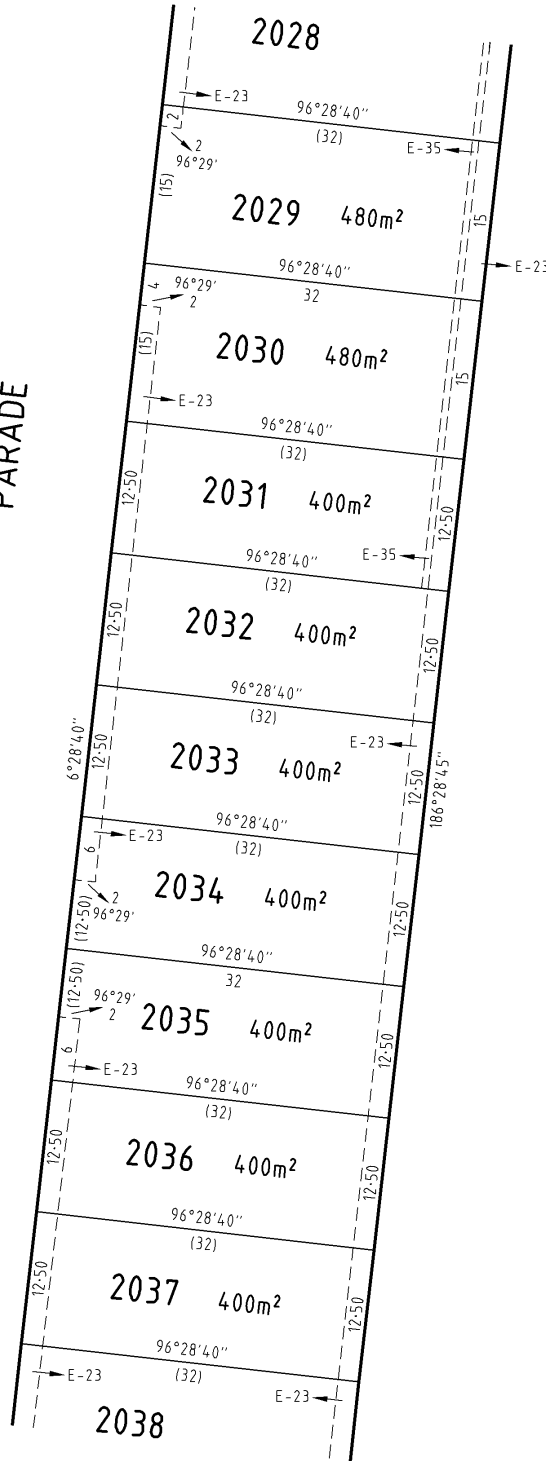 2028
E-23
96°28'40''
(32)
2
2
96°29'
E-35
(15)
2029 480m²
15
E-23
96°28'40''
32
4
96°29'
2
(15)
2030 480m²
15
E-23
96°28'40''
(32)
PARADE
12·50
2031 400m²
12·50
E-35
96°28'40''
(32)
12·50
2032 400m²
12·50
96°28'40''
(32)
6°28'40''
12·50
2033 400m²
E-23
12·50
186°28'45''
96°28'40''
(32)
E-23
6
2034 400m²
2
96°29'
(12·50)
12·50
96°28'40''
32
(12·50)
96°29'
2
2035 400m²
6
12·50
E-23
96°28'40''
(32)
12·50
2036 400m²
12·50
96°28'40''
(32)
12·50
2037 400m²
12·50
96°28'40''
(32)
E-23
E-23
2038